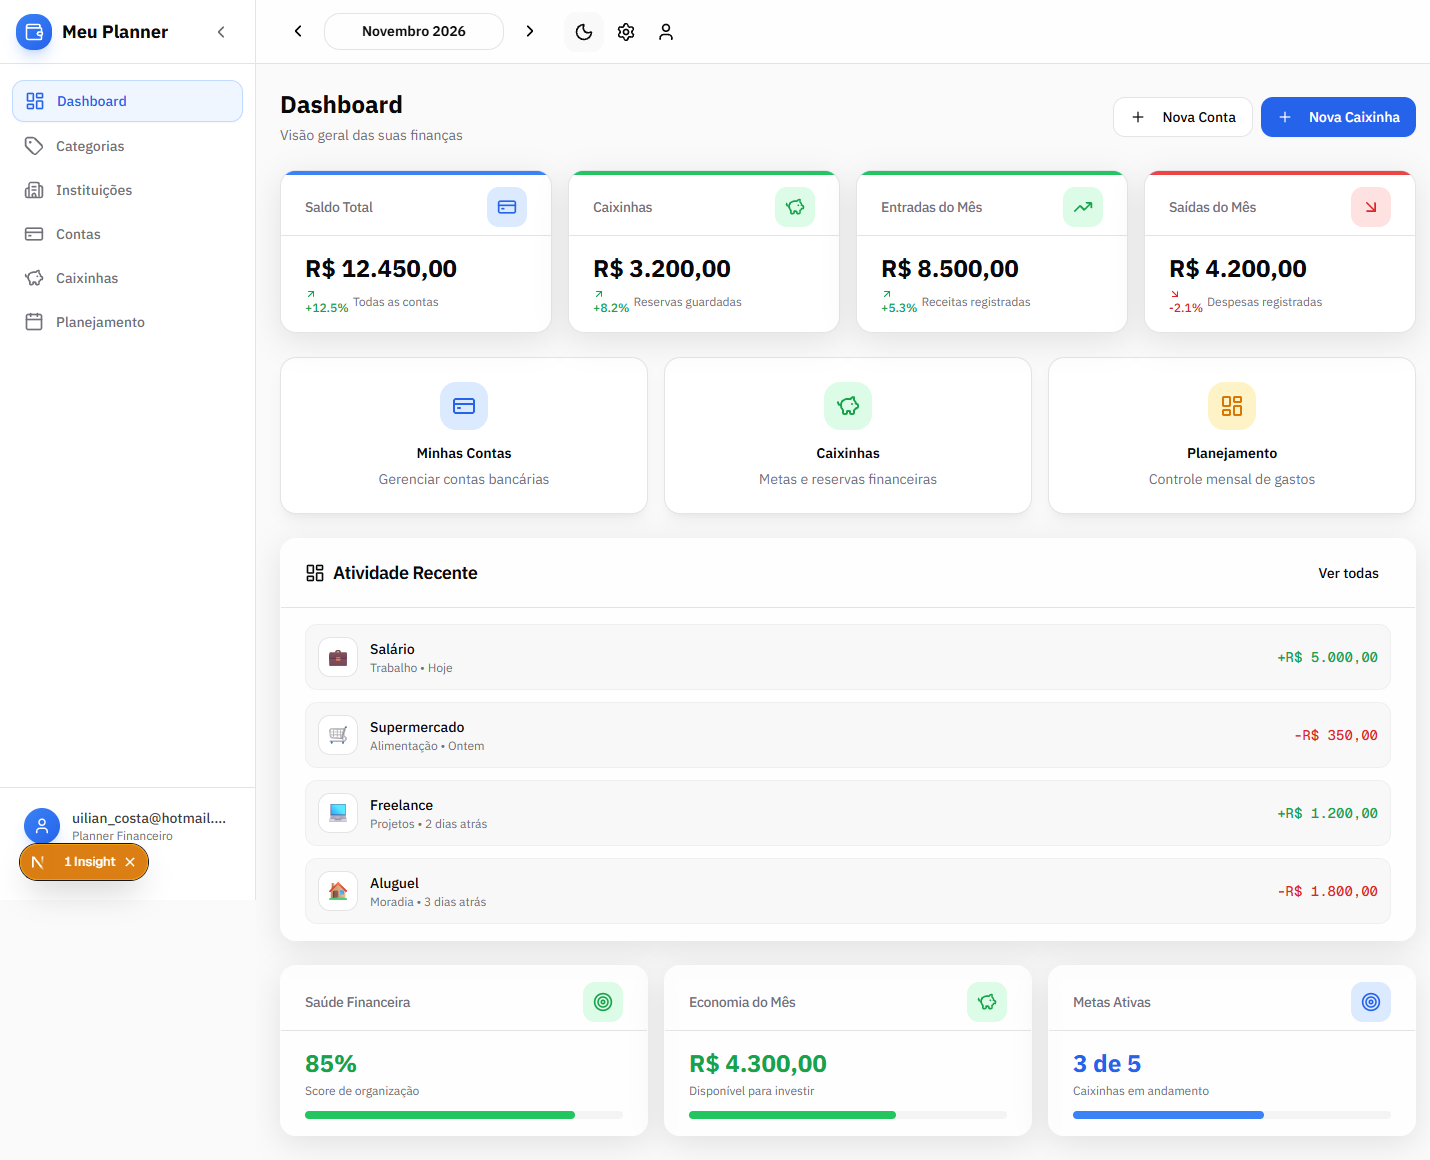 Meu Planner
Novembro 2026
Dashboard
Categorias
Instituições
Contas
Caixinhas
Planejamento
uilian_costa@hotmail....
Planner Financeiro
1 Insight
Dashboard
Visão geral das suas finanças
Nova Conta
Nova Caixinha
Saldo Total
R$ 12.450,00
+12.5% Todas as contas
Caixinhas
R$ 3.200,00
+8.2% Reservas guardadas
Entradas do Mês
R$ 8.500,00
+5.3% Receitas registradas
Saídas do Mês
R$ 4.200,00
-2.1% Despesas registradas
Minhas Contas
Gerenciar contas bancárias
Caixinhas
Metas e reservas financeiras
Planejamento
Controle mensal de gastos
Atividade Recente
Ver todas
Salário
Trabalho • Hoje
+R$ 5.000,00
Supermercado
Alimentação • Ontem
-R$ 350,00
Freelance
Projetos • 2 dias atrás
+R$ 1.200,00
Aluguel
Moradia • 3 dias atrás
-R$ 1.800,00
Saúde Financeira
85%
Score de organização
Economia do Mês
R$ 4.300,00
Disponível para investir
Metas Ativas
3 de 5
Caixinhas em andamento